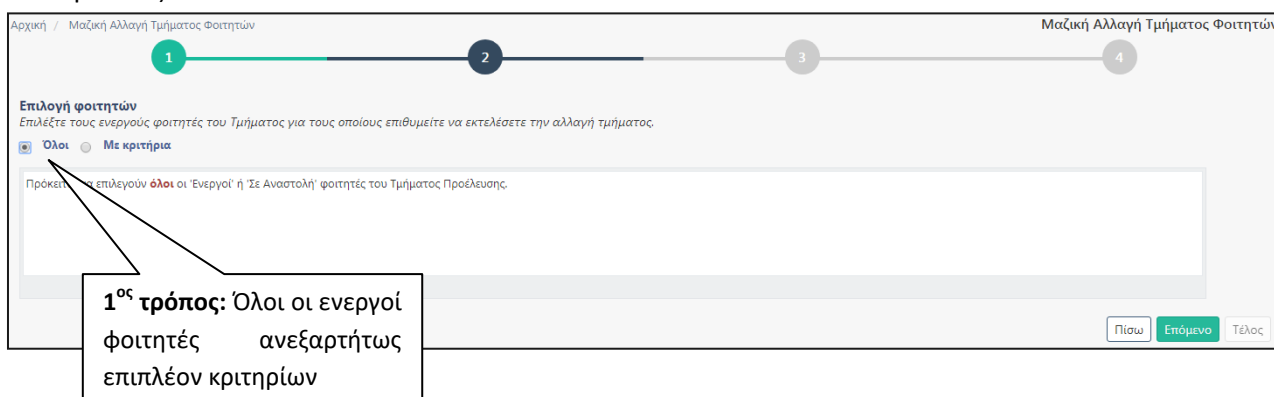 Αρχική / Μαζική Αλλαγή Τμήματος Φοιτητών
Μαζική Αλλαγή Τμήματος Φοιτητών
1 2 3 4
Επιλογή φοιτητών
Επιλέξτε τους ενεργούς φοιτητές του Τμήματος για τους οποίους επιθυμείτε να εκτελέσετε την αλλαγή τμήματος.
Όλοι Με κριτήρια
επιλεγούν όλοι οι 'Ενεργοί' ή 'Σε Αναστολή' φοιτητές του Τμήματος Προέλευσης.
1ος τρόπος: Όλοι οι ενεργοί
φοιτητές ανεξαρτήτως
επιπλέον κριτηρίων
Πίσω Επόμενο Τέλος